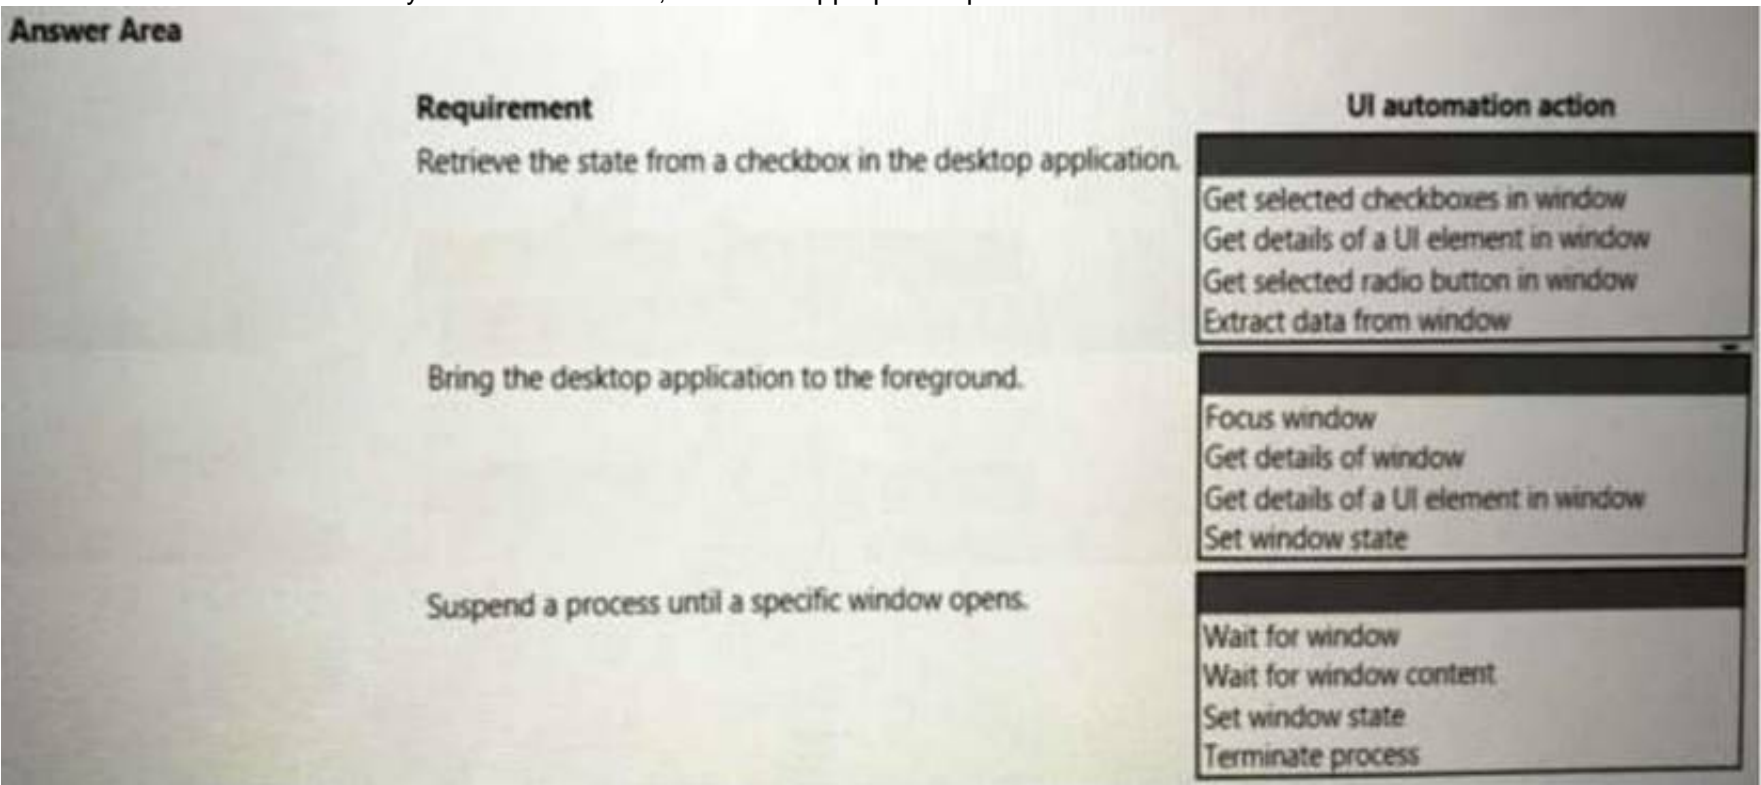 Answer Area
Requirement UI automation action
Retrieve the state from a checkbox in the desktop application.
Get selected checkboxes in window
Get details of a UI element in window
Get selected radio button in window
Extract data from window
Bring the desktop application to the foreground.
Focus window
Get details of window
Get details of a UI element in window
Set window state
Suspend a process until a specific window opens.
Wait for window
Wait for window content
Set window state
Terminate process